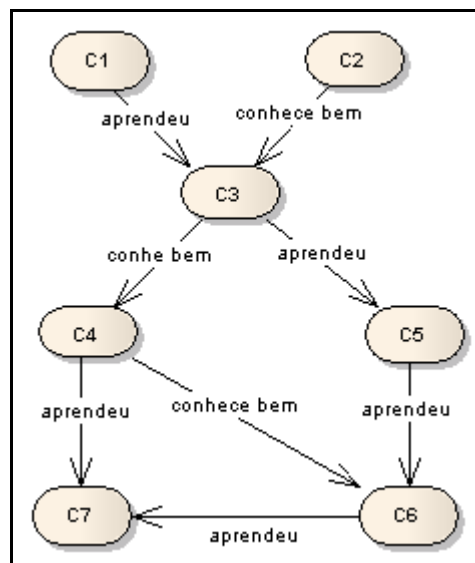 C1
C2
aprendeu
conhece bem
C3
conhe bem
aprendeu
C4
C5
aprendeu
conhece bem
aprendeu
C7
C6
aprendeu